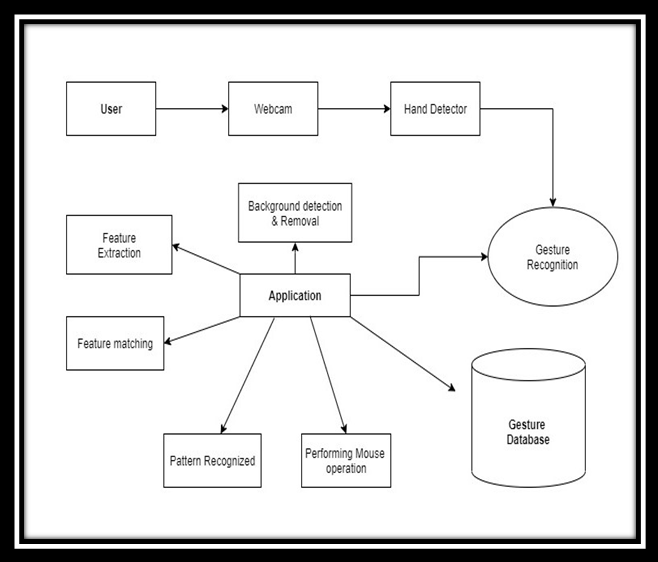 User
Webcam
Hand Detector
Background detection
& Removal
Feature
Extraction
Gesture
Recognition
Application
Feature matching
Gesture
Database
Pattern Recognized
Performing Mouse
operation